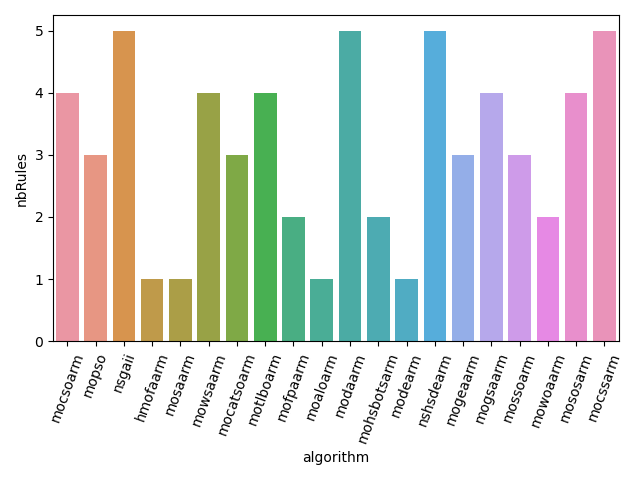 5
4
3
2
1
0
nbRules
mocsoarm
mopso
nsgaii
hmofaarm
mosaarm
mowsaarm
mocatsoarm
motlboarm
mofpaarm
moaloarm
modaarm
mohsbotsarm
modearm
nshsdearm
mogeaarm
mogsaarm
mossoarm
mowoaarm
mososarm
mocssarm
algorithm